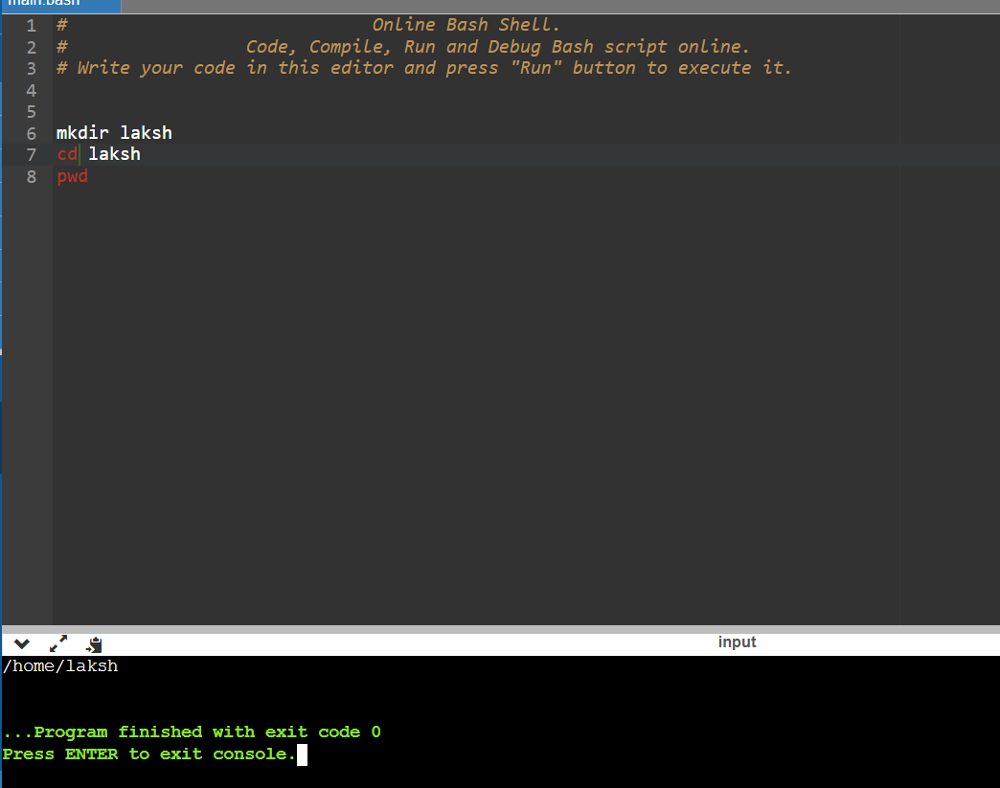 main.bash
1 # Online Bash Shell.
2 # Code, Compile, Run and Debug Bash script online.
3 # Write your code in this editor and press "Run" button to execute it.
4
5
6 mkdir laksh
7 cd laksh
8 pwd
input
/home/laksh
...Program finished with exit code 0
Press ENTER to exit console.